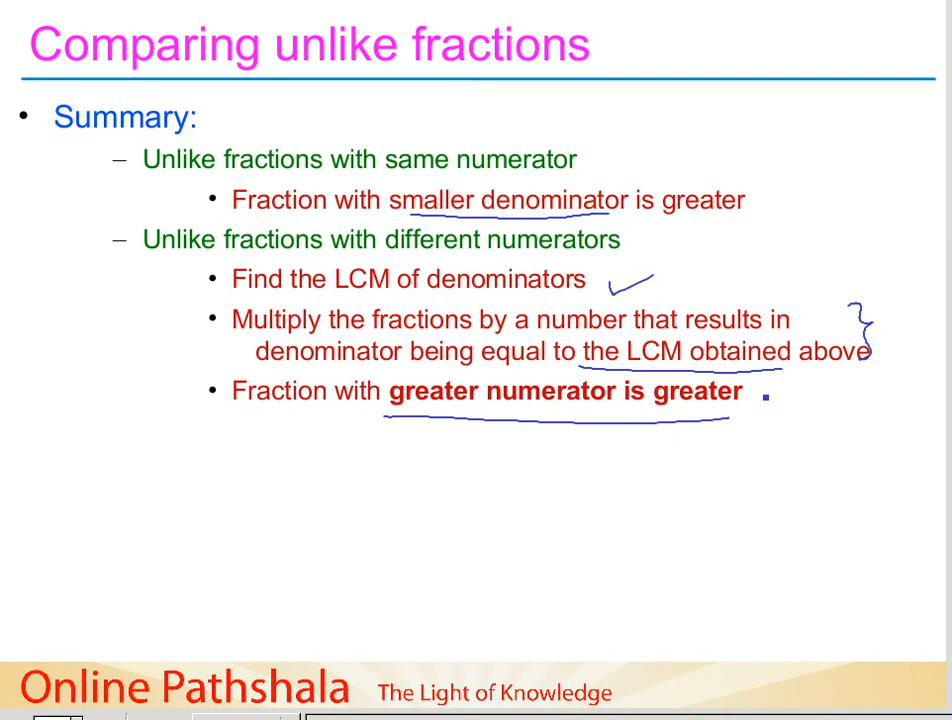 Comparing unlike fractions
• Summary:
– Unlike fractions with same numerator
• Fraction with smaller denominator is greater
– Unlike fractions with different numerators
• Find the LCM of denominators
• Multiply the fractions by a number that results in
denominator being equal to the LCM obtained above
• Fraction with greater numerator is greater
Online Pathshala The Light of Knowledge